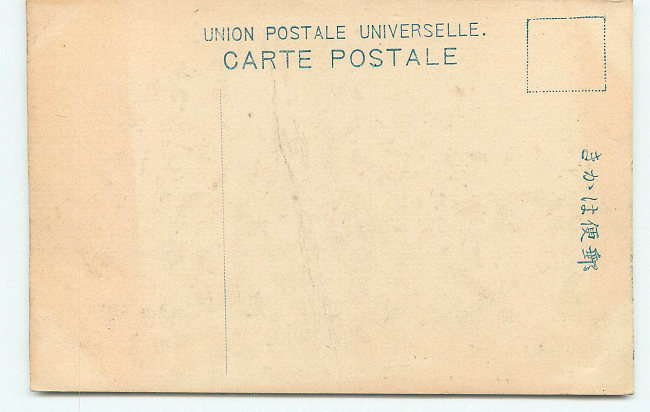 UNION POSTALE UNIVERSELLE.
CARTE POSTALE
郵便はかき